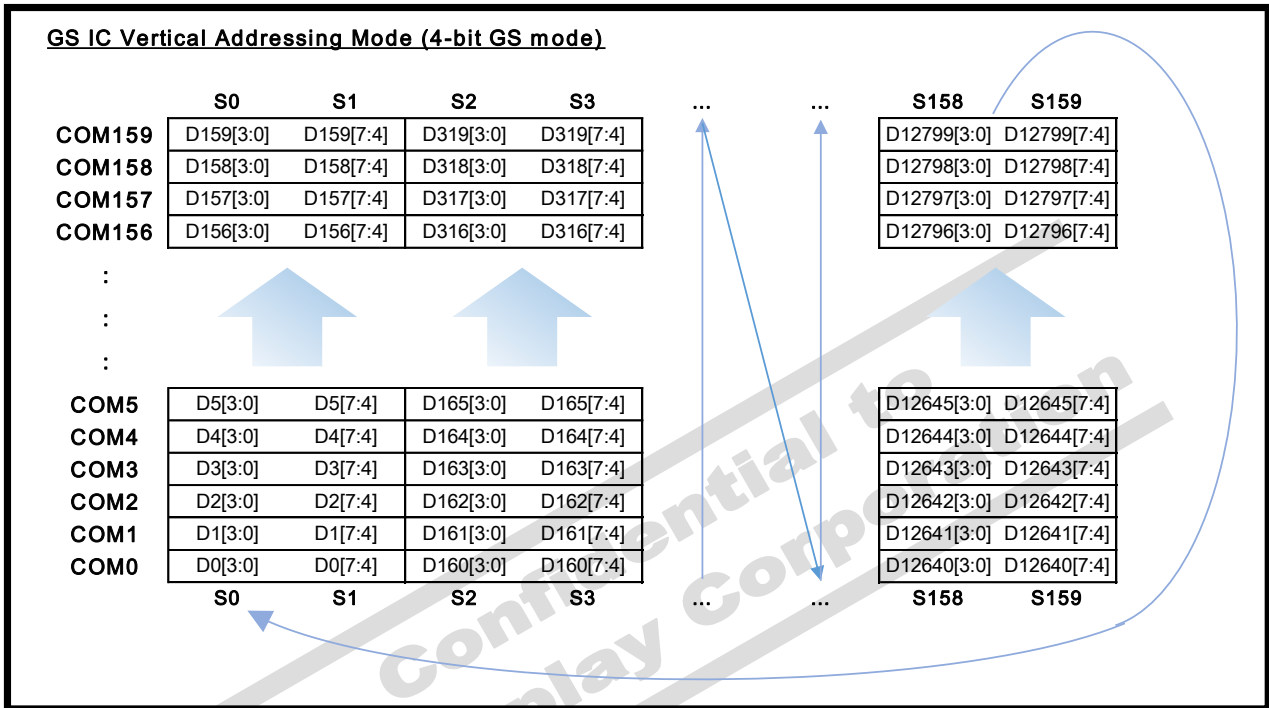 GS IC Vertical Addressing Mode (4-bit GS mode)
S0 S1 S2 S3 ... ... S158 S159
COM159 D159[3:0] D159[7:4] D319[3:0] D319[7:4] D12799[3:0] D12799[7:4]
COM158 D158[3:0] D158[7:4] D318[3:0] D318[7:4] D12798[3:0] D12798[7:4]
COM157 D157[3:0] D157[7:4] D317[3:0] D317[7:4] D12797[3:0] D12797[7:4]
COM156 D156[3:0] D156[7:4] D316[3:0] D316[7:4] D12796[3:0] D12796[7:4]
:
:
:
COM5 D5[3:0] D5[7:4] D165[3:0] D165[7:4] D12645[3:0] D12645[7:4]
COM4 D4[3:0] D4[7:4] D164[3:0] D164[7:4] D12644[3:0] D12644[7:4]
COM3 D3[3:0] D3[7:4] D163[3:0] D163[7:4] D12643[3:0] D12643[7:4]
COM2 D2[3:0] D2[7:4] D162[3:0] D162[7:4] D12642[3:0] D12642[7:4]
COM1 D1[3:0] D1[7:4] D161[3:0] D161[7:4] D12641[3:0] D12641[7:4]
COM0 D0[3:0] D0[7:4] D160[3:0] D160[7:4] D12640[3:0] D12640[7:4]
S0 S1 S2 S3 ... ... S158 S159
Confidential to
play Corporation